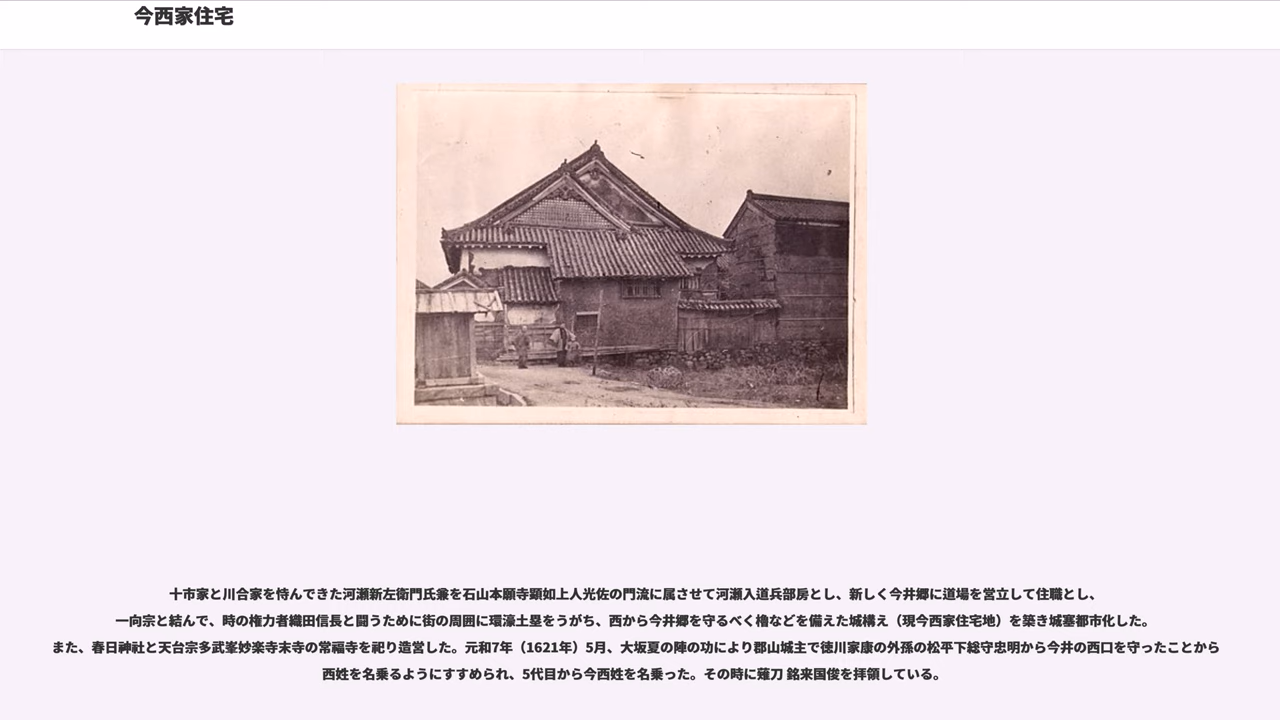 今西家住宅
十市家と川合家を恃んできた河瀬新左衛門氏兼を石山本願寺顕如上人光佐の門流に属させて河瀬入道兵部房とし、新しく今井郷に道場を営立して住職とし、
一向宗と結んで、時の権力者織田信長と闘うために街の周囲に環濠土塁をうがち、西から今井郷を守るべく櫓などを備えた城構え（現今西家住宅地）を築き城塞都市化した。
また、春日神社と天台宗多武峯妙楽寺末寺の常福寺を祀り造営した。元和7年（1621年）5月、大坂夏の陣の功により郡山城主で徳川家康の外孫の松平下総守忠明から今井の西口を守ったことから
西姓を名乗るようにすすめられ、5代目から今西姓を名乗った。その時に薙刀 銘来国俊を拝領している。